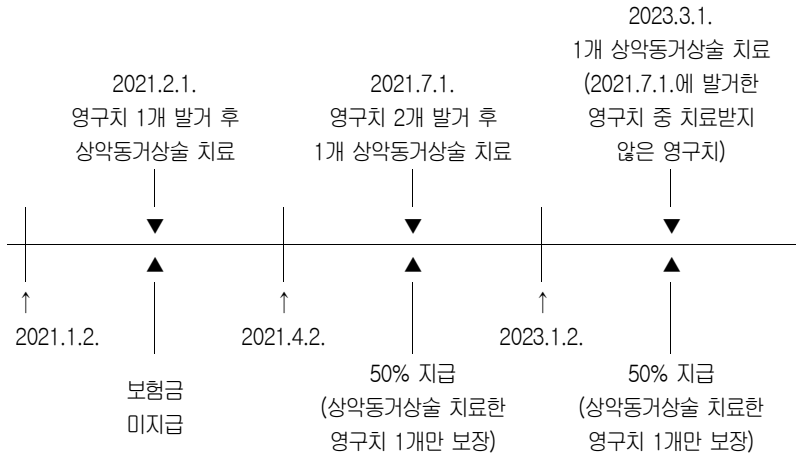 2023.3.1.
1개 상악동거상술 치료
(2021.7.1.에 발거한
영구치 중 치료받지
않은 영구치)
2021.2.1.
영구치 1개 발거 후
상악동거상술 치료
2021.7.1.
영구치 2개 발거 후
1개 상악동거상술 치료
2021.1.2.
2021.4.2.
2023.1.2.
보험금
미지급
50% 지급
(상악동거상술 치료한
영구치 1개만 보장)
50% 지급
(상악동거상술 치료한
영구치 1개만 보장)